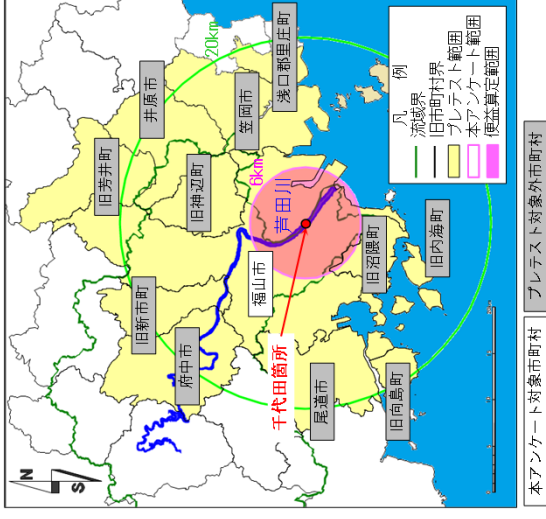 N
S
20km
6km
井原市
旧芳井町
笠岡市
浅口郡里庄町
旧神辺町
芦田川
旧新市町
福山市
府中市
千代田箇所
旧沼隈町
旧内海町
尾道市
旧向島町
凡 例
流域界
旧市町村界
プレテスト範囲
本アンケート範囲
便益算定範囲
本アンケート対象市町村
プレテスト対象外市町村